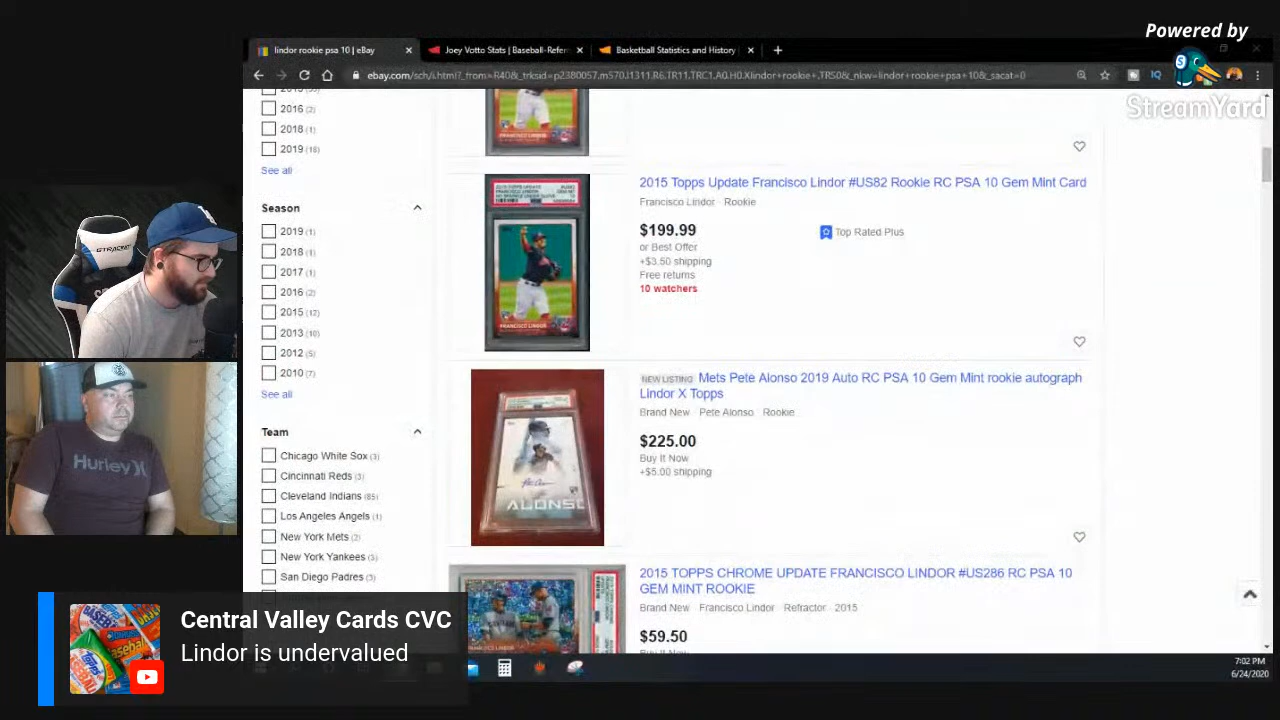 Powered by
StreamYard
lindor rookie psa 10 | eBay
Joey Votto Stats | Baseball-Refer
Basketball Statistics and History
2016 (2)
2018 (1)
2019 (18)
See all
Season
2019 (1)
2018 (1)
2017 (1)
2016 (2)
2015 (12)
2013 (10)
2012 (5)
2010 (7)
See all
Team
Chicago White Sox (3)
Cincinnati Reds (3)
Cleveland Indians (85)
Los Angeles Angels (1)
New York Mets (2)
New York Yankees (3)
San Diego Padres (3)
2015 Topps Update Francisco Lindor #US82 Rookie RC PSA 10 Gem Mint Card
Francisco Lindor · Rookie
$199.99
or Best Offer
+$3.50 shipping
Free returns
10 watchers
Top Rated Plus
NEW LISTING Mets Pete Alonso 2019 Auto RC PSA 10 Gem Mint rookie autograph
Lindor X Topps
Brand New · Pete Alonso · Rookie
$225.00
Buy It Now
+$5.00 shipping
ALONSO
2015 TOPPS CHROME UPDATE FRANCISCO LINDOR #US286 RC PSA 10
GEM MINT ROOKIE
Brand New · Francisco Lindor · Refractor · 2015
$59.50
Buy It Now
GTRACING
Hurley
Central Valley Cards CVC
Lindor is undervalued
7:02 PM
6/24/2020